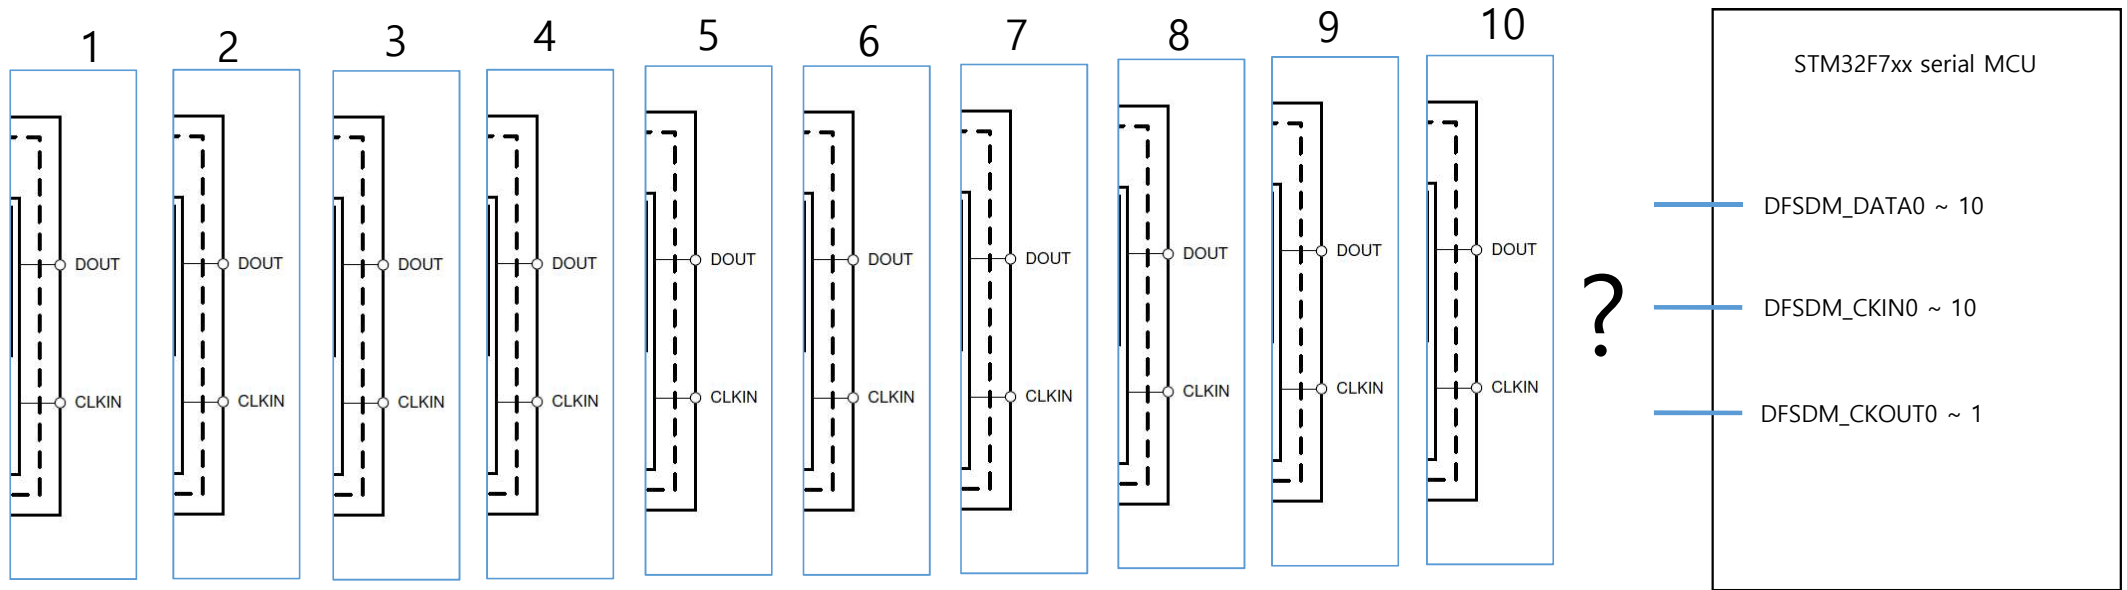 1
2
3
4
5
6
7
8
9
10
STM32F7xx serial MCU
DOUT
DOUT
DOUT
DOUT
DOUT
DOUT
DOUT
DOUT
DOUT
DOUT
DFSDM_DATA0 ~ 10
?
DFSDM_CKIN0 ~ 10
CLKIN
CLKIN
CLKIN
CLKIN
CLKIN
CLKIN
CLKIN
CLKIN
CLKIN
CLKIN
DFSDM_CKOUT0 ~ 1